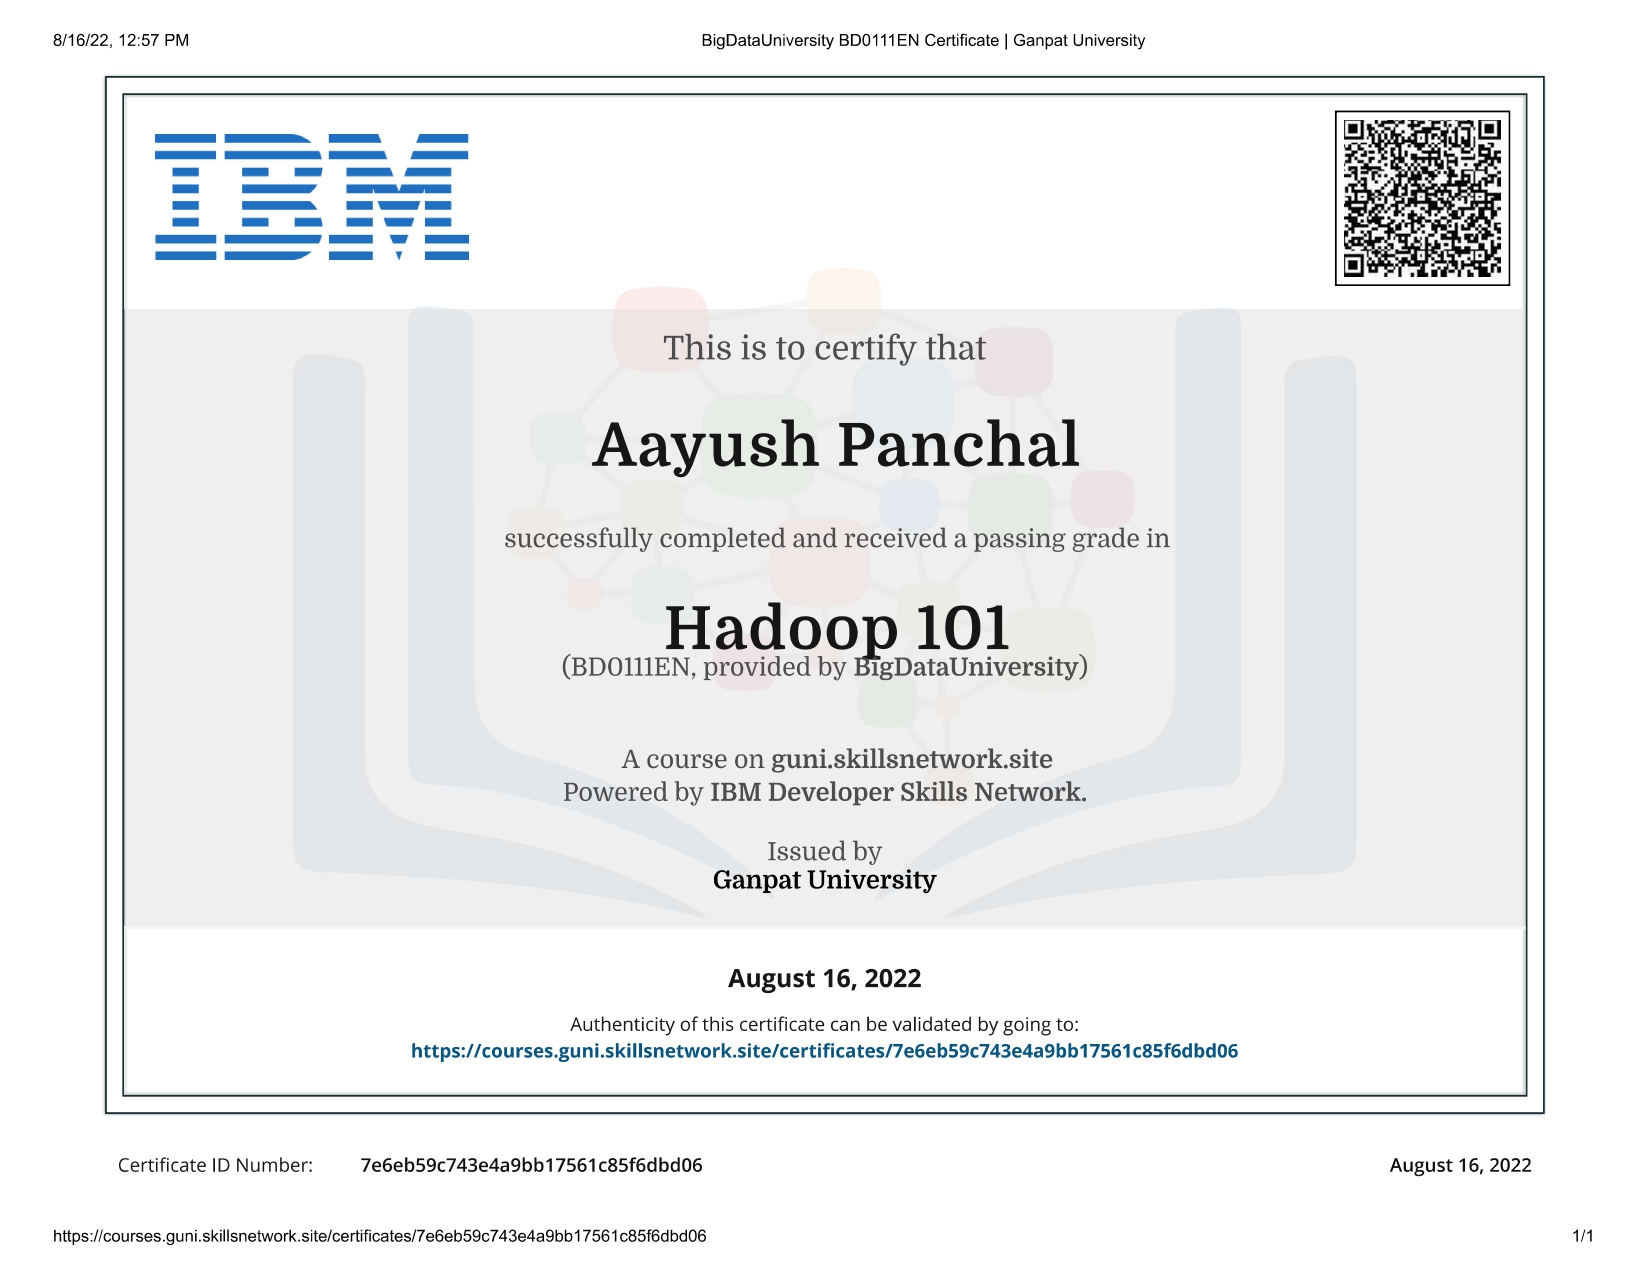 8/16/22, 12:57 PM
BigDataUniversity BD0111EN Certificate | Ganpat University
IBM
This is to certify that
Aayush Panchal
successfully completed and received a passing grade in
Hadoop 101
(BD0111EN, provided by BigDataUniversity)
A course on guni.skillsnetwork.site
Powered by IBM Developer Skills Network.
Issued by
Ganpat University
August 16, 2022
Authenticity of this certificate can be validated by going to:
https://courses.guni.skillsnetwork.site/certificates/7e6eb59c743e4a9bb17561c85f6dbd06
Certificate ID Number: 7e6eb59c743e4a9bb17561c85f6dbd06
August 16, 2022
https://courses.guni.skillsnetwork.site/certificates/7e6eb59c743e4a9bb17561c85f6dbd06
1/1